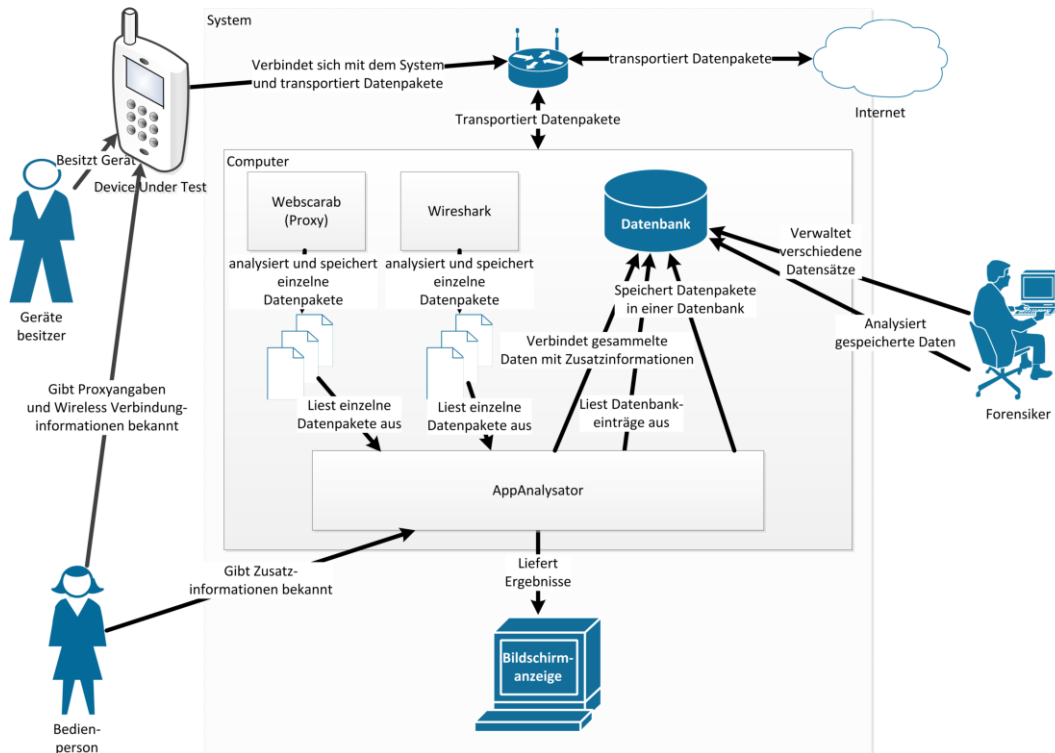 System
Verbindet sich mit dem System
und transportiert Datenpakete
transportiert Datenpakete
Internet
Transportiert Datenpakete
Besitzt Gerät
Device Under Test
Geräte
besitzer
Computer
Webscarab
(Proxy)
Wireshark
Datenbank
analysiert und speichert
einzelne
Datenpakete
analysiert und speichert
einzelne
Datenpakete
Speichert Datenpakete
in einer Datenbank
Verwaltet
verschiedene
Datensätze
Analysiert
gespeicherte Daten
Forensiker
Verbindet gesammelte
Daten mit Zusatzinformationen
Gibt Proxyangaben
und Wireless Verbindung-
informationen bekannt
Liest einzelne
Datenpakete aus
Liest einzelne
Datenpakete aus
Liest Datenbank-
einträge aus
AppAnalysator
Gibt Zusatz-
informationen bekannt
Liefert
Ergebnisse
Bildschirm-
anzeige
Bedien-
person